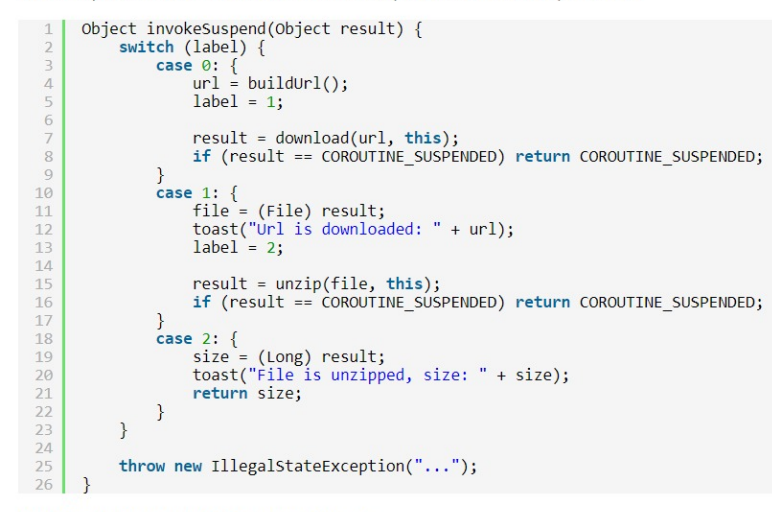 1 Object invokeSuspend(Object result) {
2 switch (label) {
3 case 0: {
4 url = buildUrl();
5 label = 1;
6
7 result = download(url, this);
8 if (result == COROUTINE_SUSPENDED) return COROUTINE_SUSPENDED;
9 }
10 case 1: {
11 file = (File) result;
12 toast("Url is downloaded: " + url);
13 label = 2;
14
15 result = unzip(file, this);
16 if (result == COROUTINE_SUSPENDED) return COROUTINE_SUSPENDED;
17 }
18 case 2: {
19 size = (Long) result;
20 toast("File is unzipped, size: " + size);
21 return size;
22 }
23 }
24
25 throw new IllegalStateException("...");
26 }